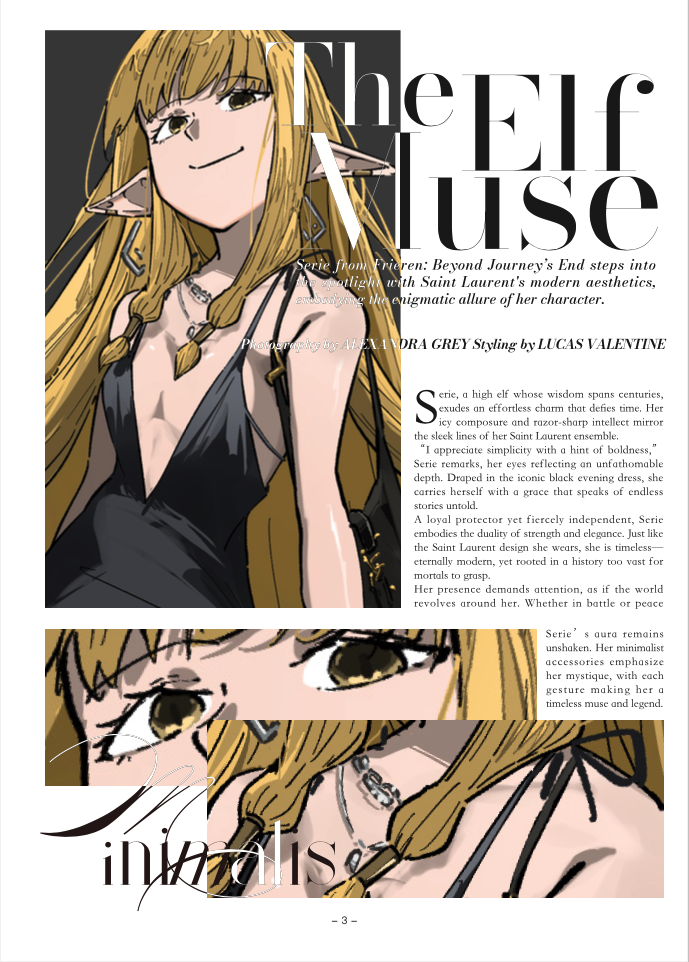 The Elf
Muse
Serie from Frieren: Beyond Journey's End steps into
the spotlight with Saint Laurent's modern aesthetics,
embodying the enigmatic allure of her character.
Photography by ALEXANDRA GREY Styling by LUCAS VALENTINE
Serie, a high elf whose wisdom spans centuries,
exudes an effortless charm that defies time. Her
icy composure and razor-sharp intellect mirror
the sleek lines of her Saint Laurent ensemble.
"I appreciate simplicity with a hint of boldness,"
Serie remarks, her eyes reflecting an unfathomable
depth. Draped in the iconic black evening dress, she
carries herself with a grace that speaks of endless
stories untold.
A loyal protector yet fiercely independent, Serie
embodies the duality of strength and elegance. Just like
the Saint Laurent design she wears, she is timeless—
eternally modern, yet rooted in a history too vast for
mortals to grasp.
Her presence demands attention, as if the world
revolves around her. Whether in battle or peace
Serie's aura remains
unshaken. Her minimalist
accessories emphasize
her mystique, with each
gesture making her a
timeless muse and legend.
Minimalis
– 3 –